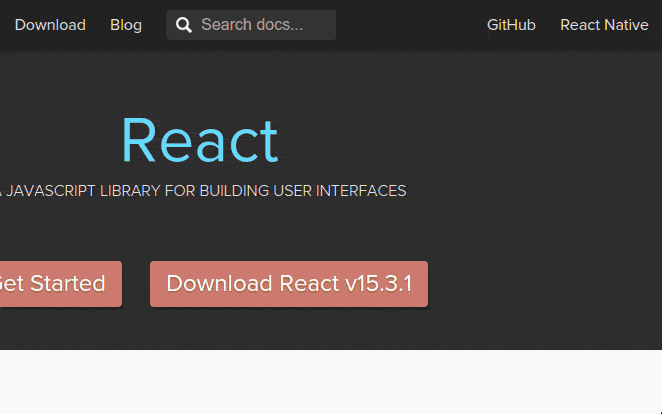 Download Blog Search docs... GitHub React Native
React
JAVASCRIPT LIBRARY FOR BUILDING USER INTERFACES
Get Started Download React v15.3.1